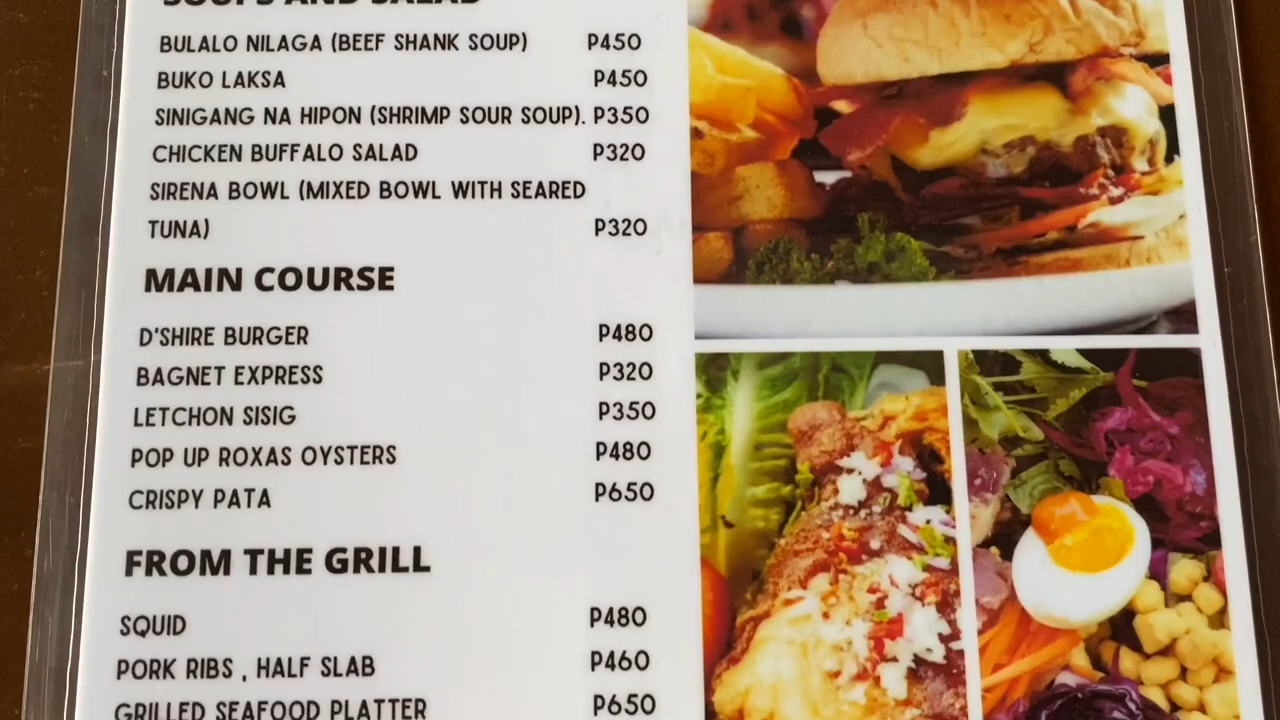 SOUPS AND SALAD
BULALO NILAGA (BEEF SHANK SOUP) P450
BUKO LAKSA P450
SINIGANG NA HIPON (SHRIMP SOUR SOUP). P350
CHICKEN BUFFALO SALAD P320
SIRENA BOWL (MIXED BOWL WITH SEARED
TUNA) P320
MAIN COURSE
D'SHIRE BURGER P480
BAGNET EXPRESS P320
LETCHON SISIG P350
POP UP ROXAS OYSTERS P480
CRISPY PATA P650
FROM THE GRILL
SQUID P480
PORK RIBS , HALF SLAB P460
GRILLED SEAFOOD PLATTER P650